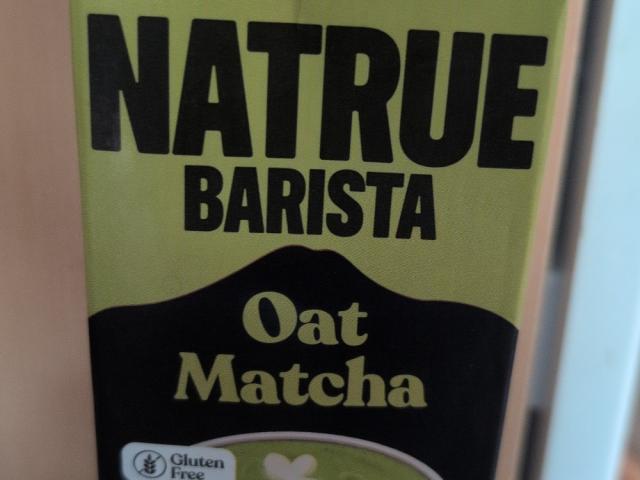 NATRUE
BARISTA
Oat
Matcha
Gluten
Free